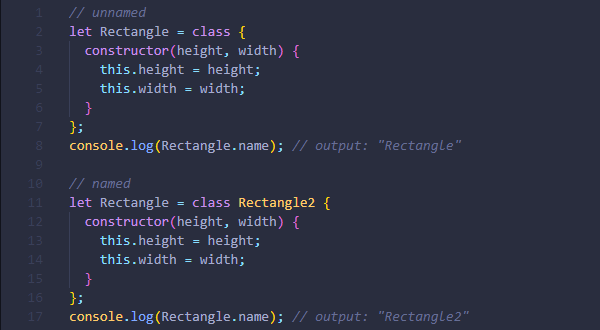 1 // unnamed
2 let Rectangle = class {
3 constructor(height, width) {
4 this.height = height;
5 this.width = width;
6 }
7 };
8 console.log(Rectangle.name); // output: "Rectangle"
9
10 // named
11 let Rectangle = class Rectangle2 {
12 constructor(height, width) {
13 this.height = height;
14 this.width = width;
15 }
16 };
17 console.log(Rectangle.name); // output: "Rectangle2"